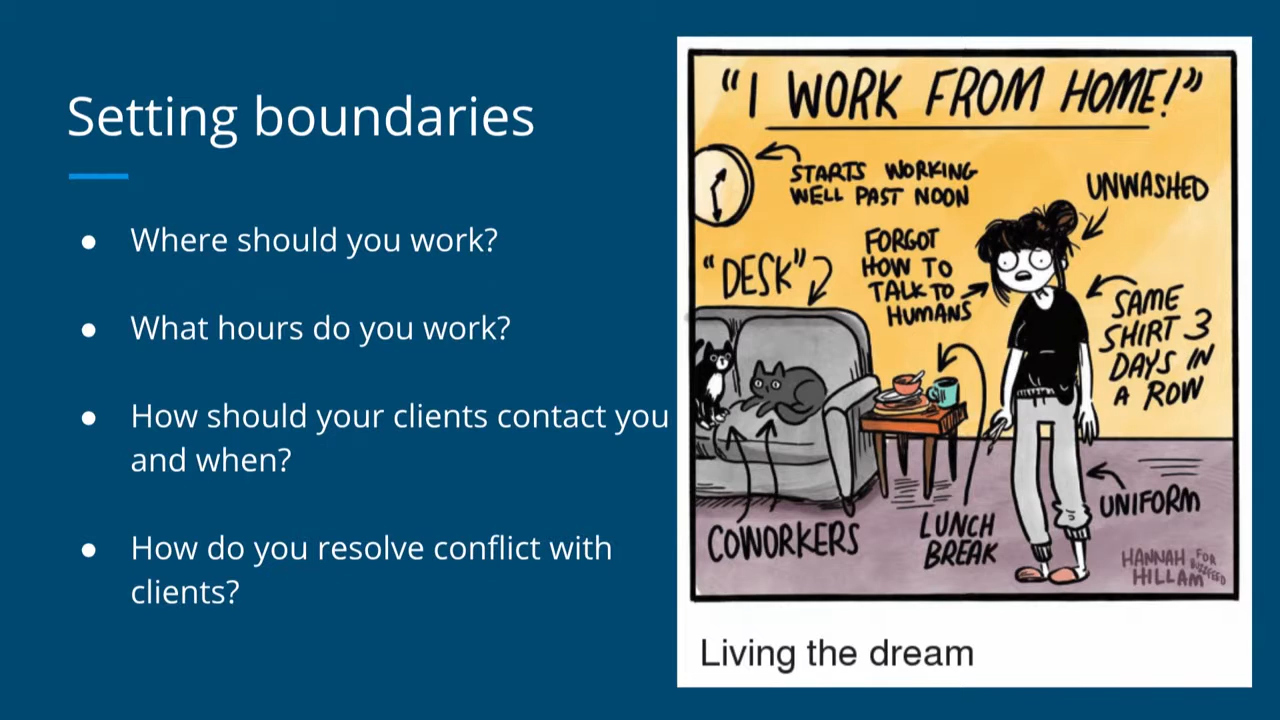 Setting boundaries
● Where should you work?
● What hours do you work?
● How should your clients contact you
and when?
● How do you resolve conflict with
clients?
“I WORK FROM HOME!”
STARTS WORKING
WELL PAST NOON
UNWASHED
FORGOT
HOW TO
TALK TO
HUMANS
“DESK”
SAME
SHIRT 3
DAYS IN
A ROW
UNIFORM
COWORKERS
LUNCH
BREAK
HANNAH
HILLAM
FOR
BUZZFEED
Living the dream